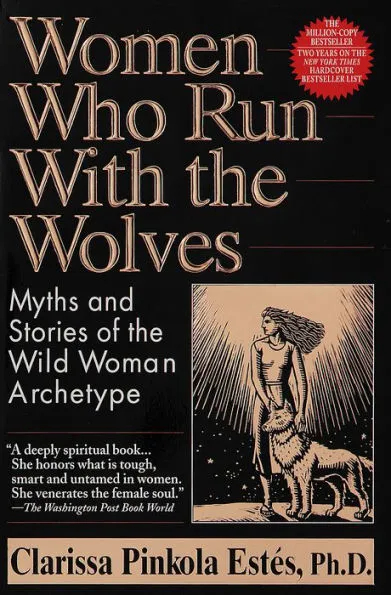 Women
Who Run
With the
Wolves
THE
MILLION-COPY
BESTSELLER
TWO YEARS ON THE
NEW YORK TIMES
HARDCOVER
BESTSELLER LIST
Myths and
Stories of the
Wild Woman
Archetype
“A deeply spiritual book...
She honors what is tough,
smart and untamed in women.
She venerates the female soul.”
—The Washington Post Book World
Clarissa Pinkola Estés, Ph.D.